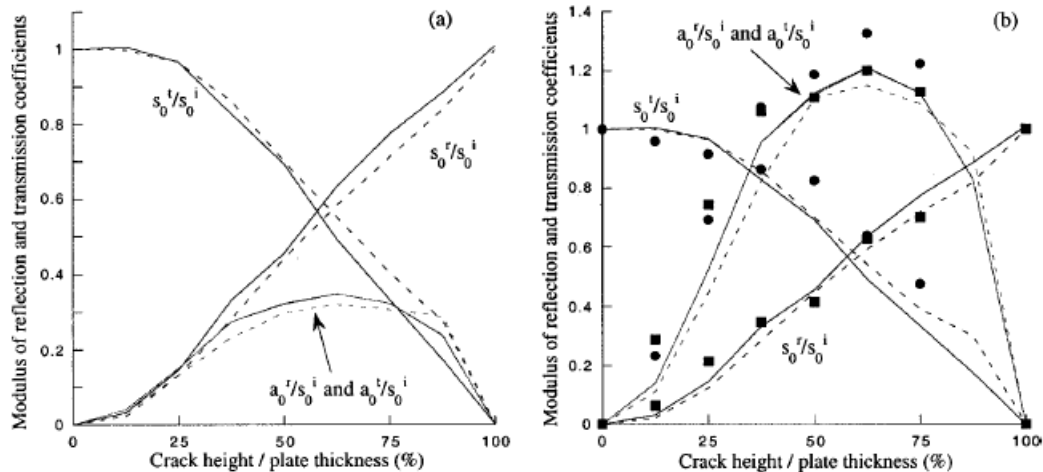 (a)
Modulus of reflection and transmission coefficients
1
0.8
0.6
0.4
0.2
0
s₀ᵗ/s₀ⁱ
s₀ʳ/s₀ⁱ
a₀ʳ/s₀ⁱ and a₀ᵗ/s₀ⁱ
0 25 50 75 100
Crack height / plate thickness (%)
(b)
Modulus of reflection and transmission coefficients
1.4
1.2
1
0.8
0.6
0.4
0.2
0
a₀ʳ/s₀ⁱ and a₀ᵗ/s₀ⁱ
s₀ᵗ/s₀ⁱ
s₀ʳ/s₀ⁱ
0 25 50 75 100
Crack height / plate thickness (%)